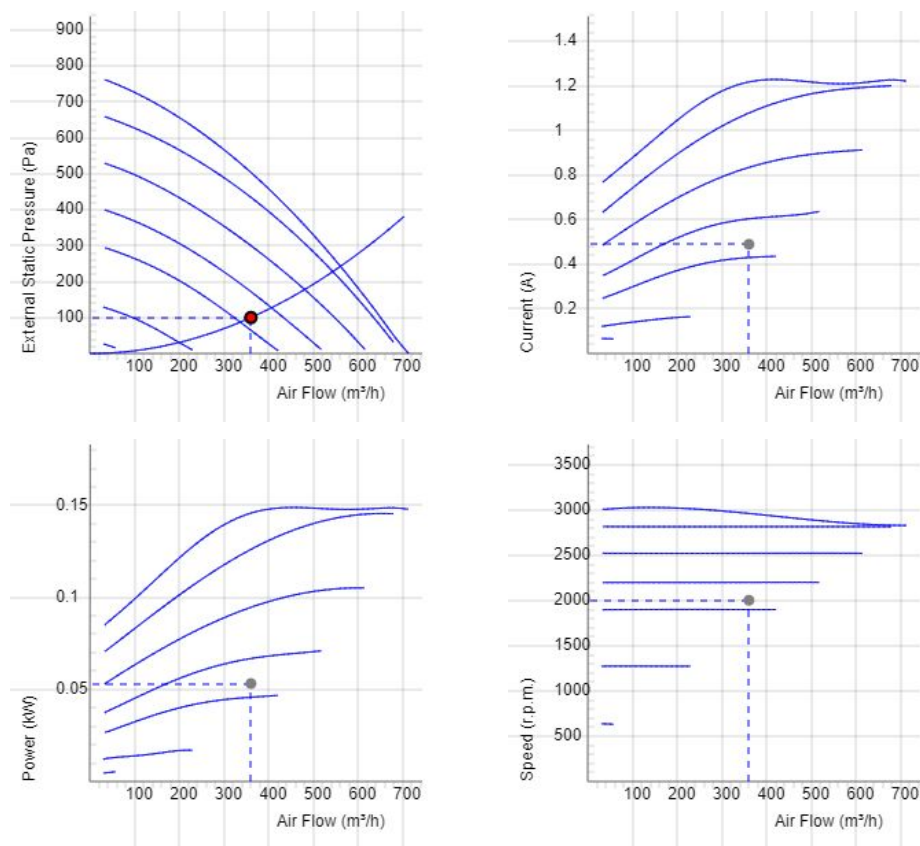 900
800
700
600
500
400
300
200
100
External Static Pressure (Pa)
100 200 300 400 500 600 700
Air Flow (m³/h)
1.4
1.2
1
0.8
0.6
0.4
0.2
Current (A)
100 200 300 400 500 600 700
Air Flow (m³/h)
0.15
0.1
0.05
Power (kW)
100 200 300 400 500 600 700
Air Flow (m³/h)
3500
3000
2500
2000
1500
1000
500
Speed (r.p.m.)
100 200 300 400 500 600 700
Air Flow (m³/h)